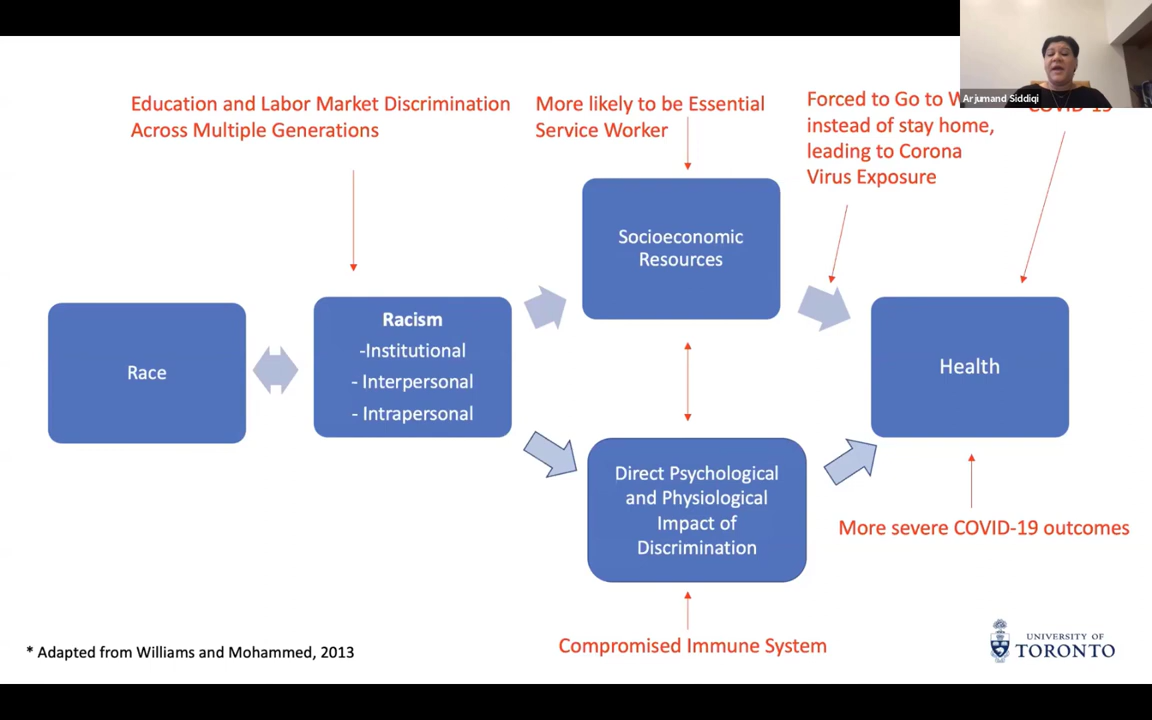 Arjumand Siddiqi
Education and Labor Market Discrimination
Across Multiple Generations
More likely to be Essential
Service Worker
Forced to Go to
instead of stay home,
leading to Corona
Virus Exposure
COVID-19
Socioeconomic
Resources
Race
Racism
-Institutional
- Interpersonal
- Intrapersonal
Health
Direct Psychological
and Physiological
Impact of
Discrimination
More severe COVID-19 outcomes
Compromised Immune System
* Adapted from Williams and Mohammed, 2013
UNIVERSITY OF
TORONTO